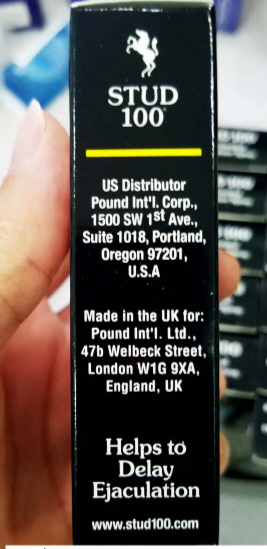 STUD
100
US Distributor
Pound Int'l. Corp.,
1500 SW 1st Ave.,
Suite 1018, Portland,
Oregon 97201,
U.S.A
Made in the UK for:
Pound Int'l. Ltd.,
47b Welbeck Street,
London W1G 9XA,
England, UK
Helps to
Delay
Ejaculation
www.stud100.com